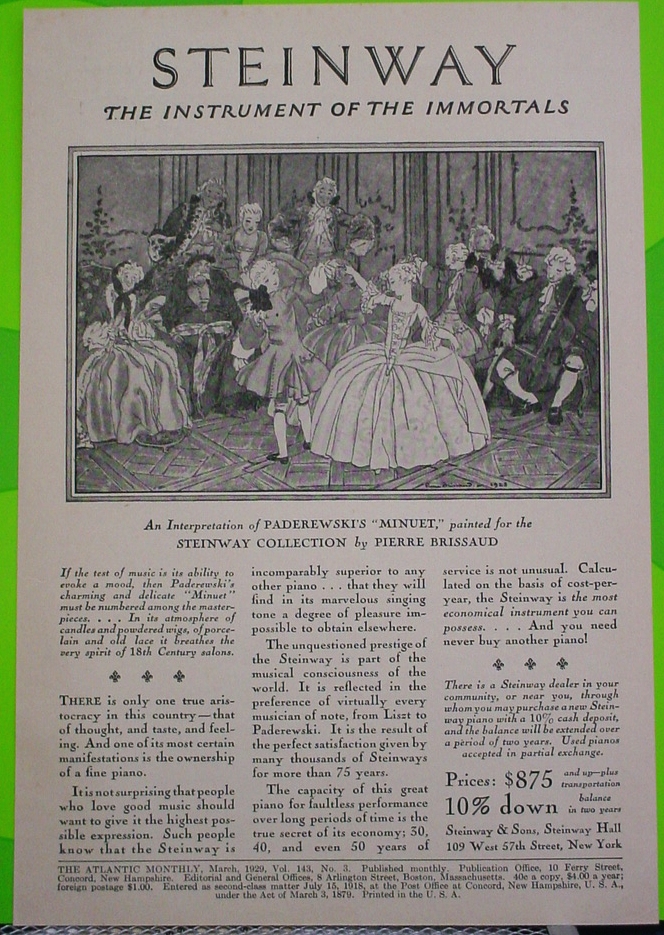 STEINWAY
THE INSTRUMENT OF THE IMMORTALS
1928
An Interpretation of PADEREWSKI'S "MINUET," painted for the
STEINWAY COLLECTION by PIERRE BRISSAUD
If the test of music is its ability to
evoke a mood, then Paderewski's
charming and delicate "Minuet"
must be numbered among the master-
pieces. . . . In its atmosphere of
candles and powdered wigs, of porce-
lain and old lace it breathes the
very spirit of 18th Century salons.
THERE is only one true aris-
tocracy in this country—that
of thought, and taste, and feel-
ing. And one of its most certain
manifestations is the ownership
of a fine piano.
It is not surprising that people
who love good music should
want to give it the highest pos-
sible expression. Such people
know that the Steinway is
incomparably superior to any
other piano . . . that they will
find in its marvelous singing
tone a degree of pleasure im-
possible to obtain elsewhere.
The unquestioned prestige of
the Steinway is part of the
musical consciousness of the
world. It is reflected in the
preference of virtually every
musician of note, from Liszt to
Paderewski. It is the result of
the perfect satisfaction given by
many thousands of Steinways
for more than 75 years.
The capacity of this great
piano for faultless performance
over long periods of time is the
true secret of its economy; 30,
40, and even 50 years of
service is not unusual. Calcu-
lated on the basis of cost-per-
year, the Steinway is the most
economical instrument you can
possess. . . . And you need
never buy another piano!
There is a Steinway dealer in your
community, or near you, through
whom you may purchase a new Stein-
way piano with a 10% cash deposit,
and the balance will be extended over
a period of two years. Used pianos
accepted in partial exchange.
Prices: $875 and up—plus transportation
10% down balance in two years
Steinway & Sons, Steinway Hall
109 West 57th Street, New York
THE ATLANTIC MONTHLY, March, 1929, Vol. 143, No. 3. Published monthly. Publication Office, 10 Ferry Street,
Concord, New Hampshire. Editorial and General Offices, 8 Arlington Street, Boston, Massachusetts. 40c a copy, $4.00 a year;
foreign postage $1.00. Entered as second-class matter July 15, 1918, at the Post Office at Concord, New Hampshire, U. S. A.,
under the Act of March 3, 1879. Printed in the U. S. A.